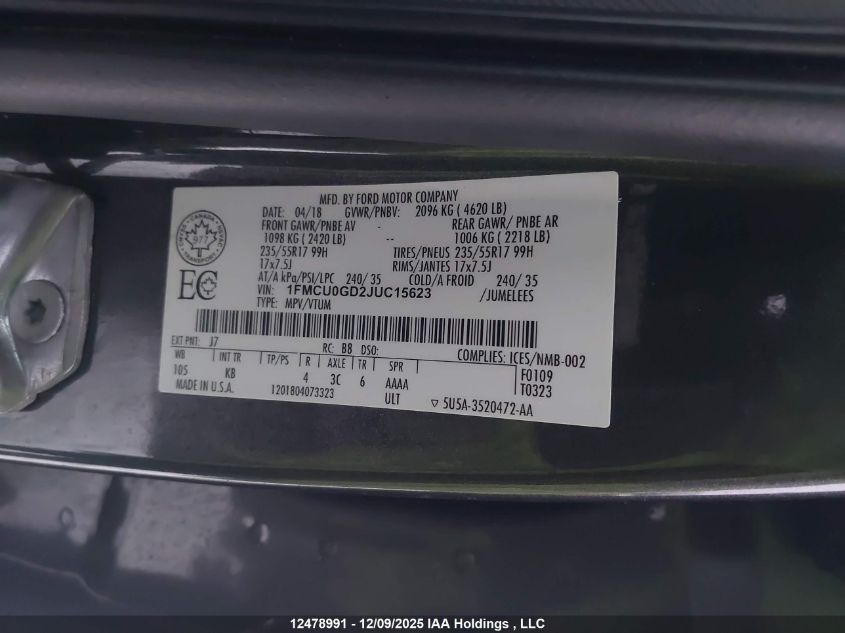 MFD. BY FORD MOTOR COMPANY
DATE: 04/18 GVWR/PNBV: 2096 KG ( 4620 LB)
FRONT GAWR/PNBE AV REAR GAWR/ PNBE AR
1098 KG ( 2420 LB) -- 1006 KG ( 2218 LB)
235/55R17 99H TIRES/PNEUS 235/55R17 99H
17x7.5J RIMS/JANTES 17x7.5J
AT/A kPa/PSI/LPC 240/ 35 COLD/A FROID 240/ 35
VIN: 1FMCU0GD2JUC15623 /JUMELEES
TYPE: MPV/VTUM
CANADA
977
TRANSPORT
EC
EXT PNT: J7 RC: B8 DSO: COMPLIES: ICES/NMB-002
WB INT TR TP/PS R AXLE TR SPR F0109
105 KB 4 3C 6 AAAA T0323
MADE IN U.S.A. 1201804073323 ULT ▽ 5U5A-3520472-AA
12478991 - 12/09/2025 IAA Holdings , LLC